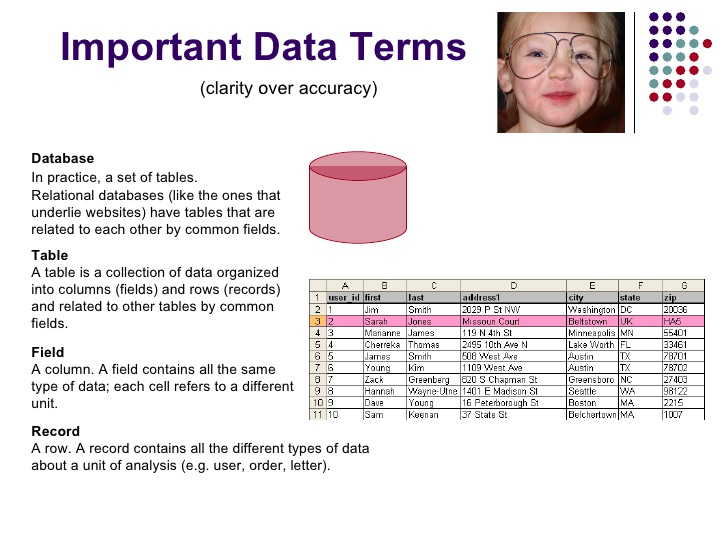 Important Data Terms
(clarity over accuracy)
Database
In practice, a set of tables.
Relational databases (like the ones that
underlie websites) have tables that are
related to each other by common fields.
Table
A table is a collection of data organized
into columns (fields) and rows (records)
and related to other tables by common
fields.
Field
A column. A field contains all the same
type of data; each cell refers to a different
unit.
Record
A row. A record contains all the different types of data
about a unit of analysis (e.g. user, order, letter).
A B C D E F G
1 user_id first last address1 city state zip
2 1 Jim Smith 2029 P St NW Washington DC 20036
3 2 Sarah Jones Missouri Court Beltstown UK HA5
4 3 Marianne James 119 N 4th St Minneapolis MN 55401
5 4 Cherreka Thomas 2495 10th Ave N Lake Worth FL 33461
6 5 James Smith 508 West Ave Austin TX 78701
7 6 Young Kim 1109 West Ave Austin TX 78702
8 7 Zack Greenberg 620 S Chapman St Greensboro NC 27403
9 8 Hannah Wayne-Utne 1401 E Madison St Seattle WA 98122
10 9 Dave Young 16 Peterborough St Boston MA 2215
11 10 Sam Keenan 37 State St Belchertown MA 1007